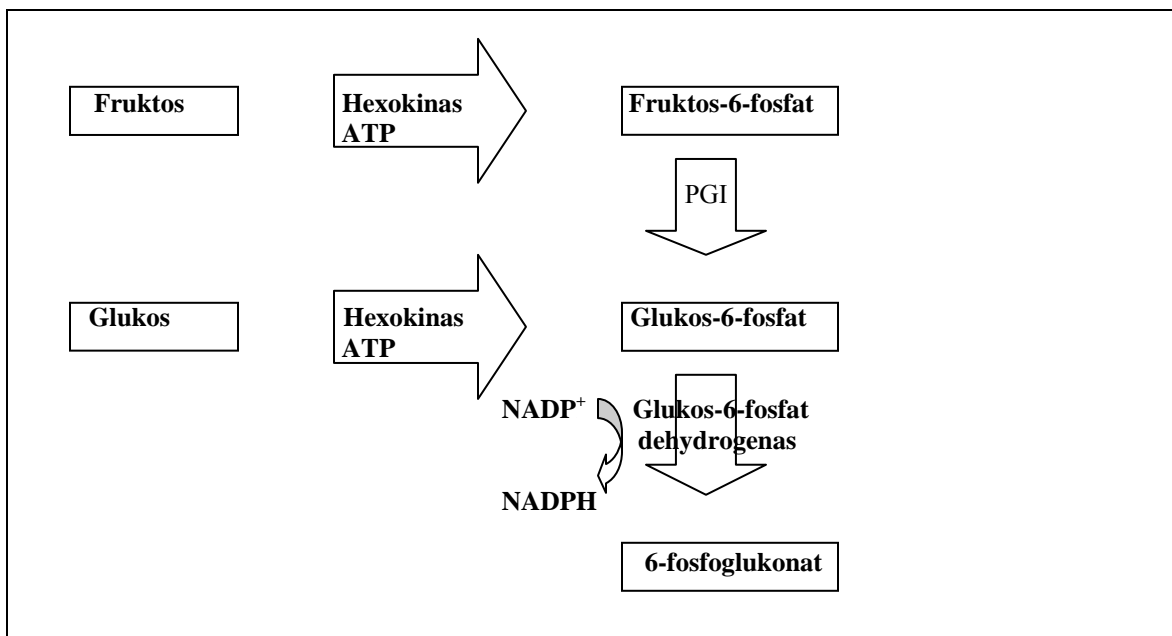 Fruktos
Hexokinas
ATP
Fruktos-6-fosfat
PGI
Glukos
Hexokinas
ATP
Glukos-6-fosfat
NADP⁺
Glukos-6-fosfat
dehydrogenas
NADPH
6-fosfoglukonat